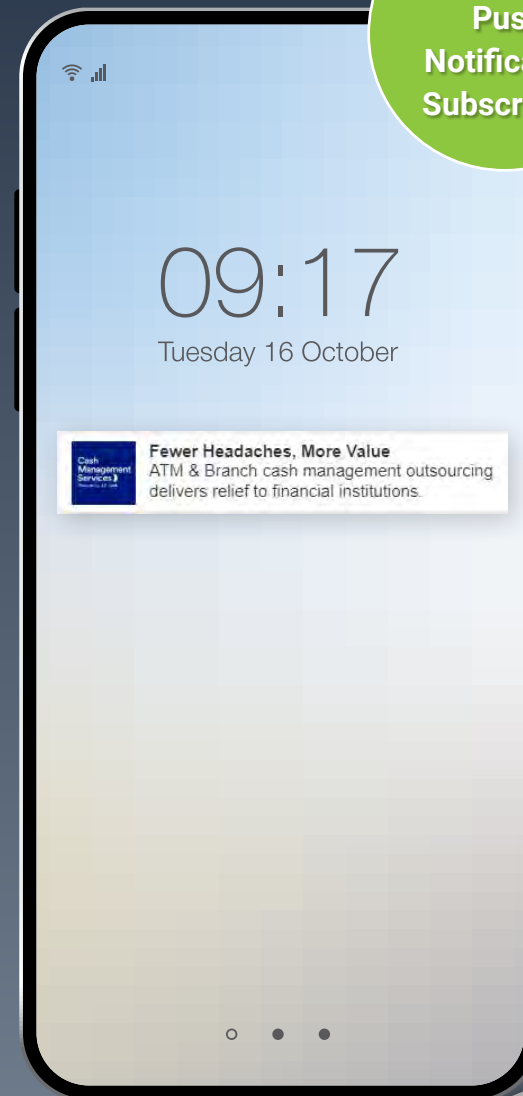 Pus
Notifica
Subscr
09:17
Tuesday 16 October
Cash
Management
Services
Fewer Headaches, More Value
ATM & Branch cash management outsourcing
delivers relief to financial institutions.